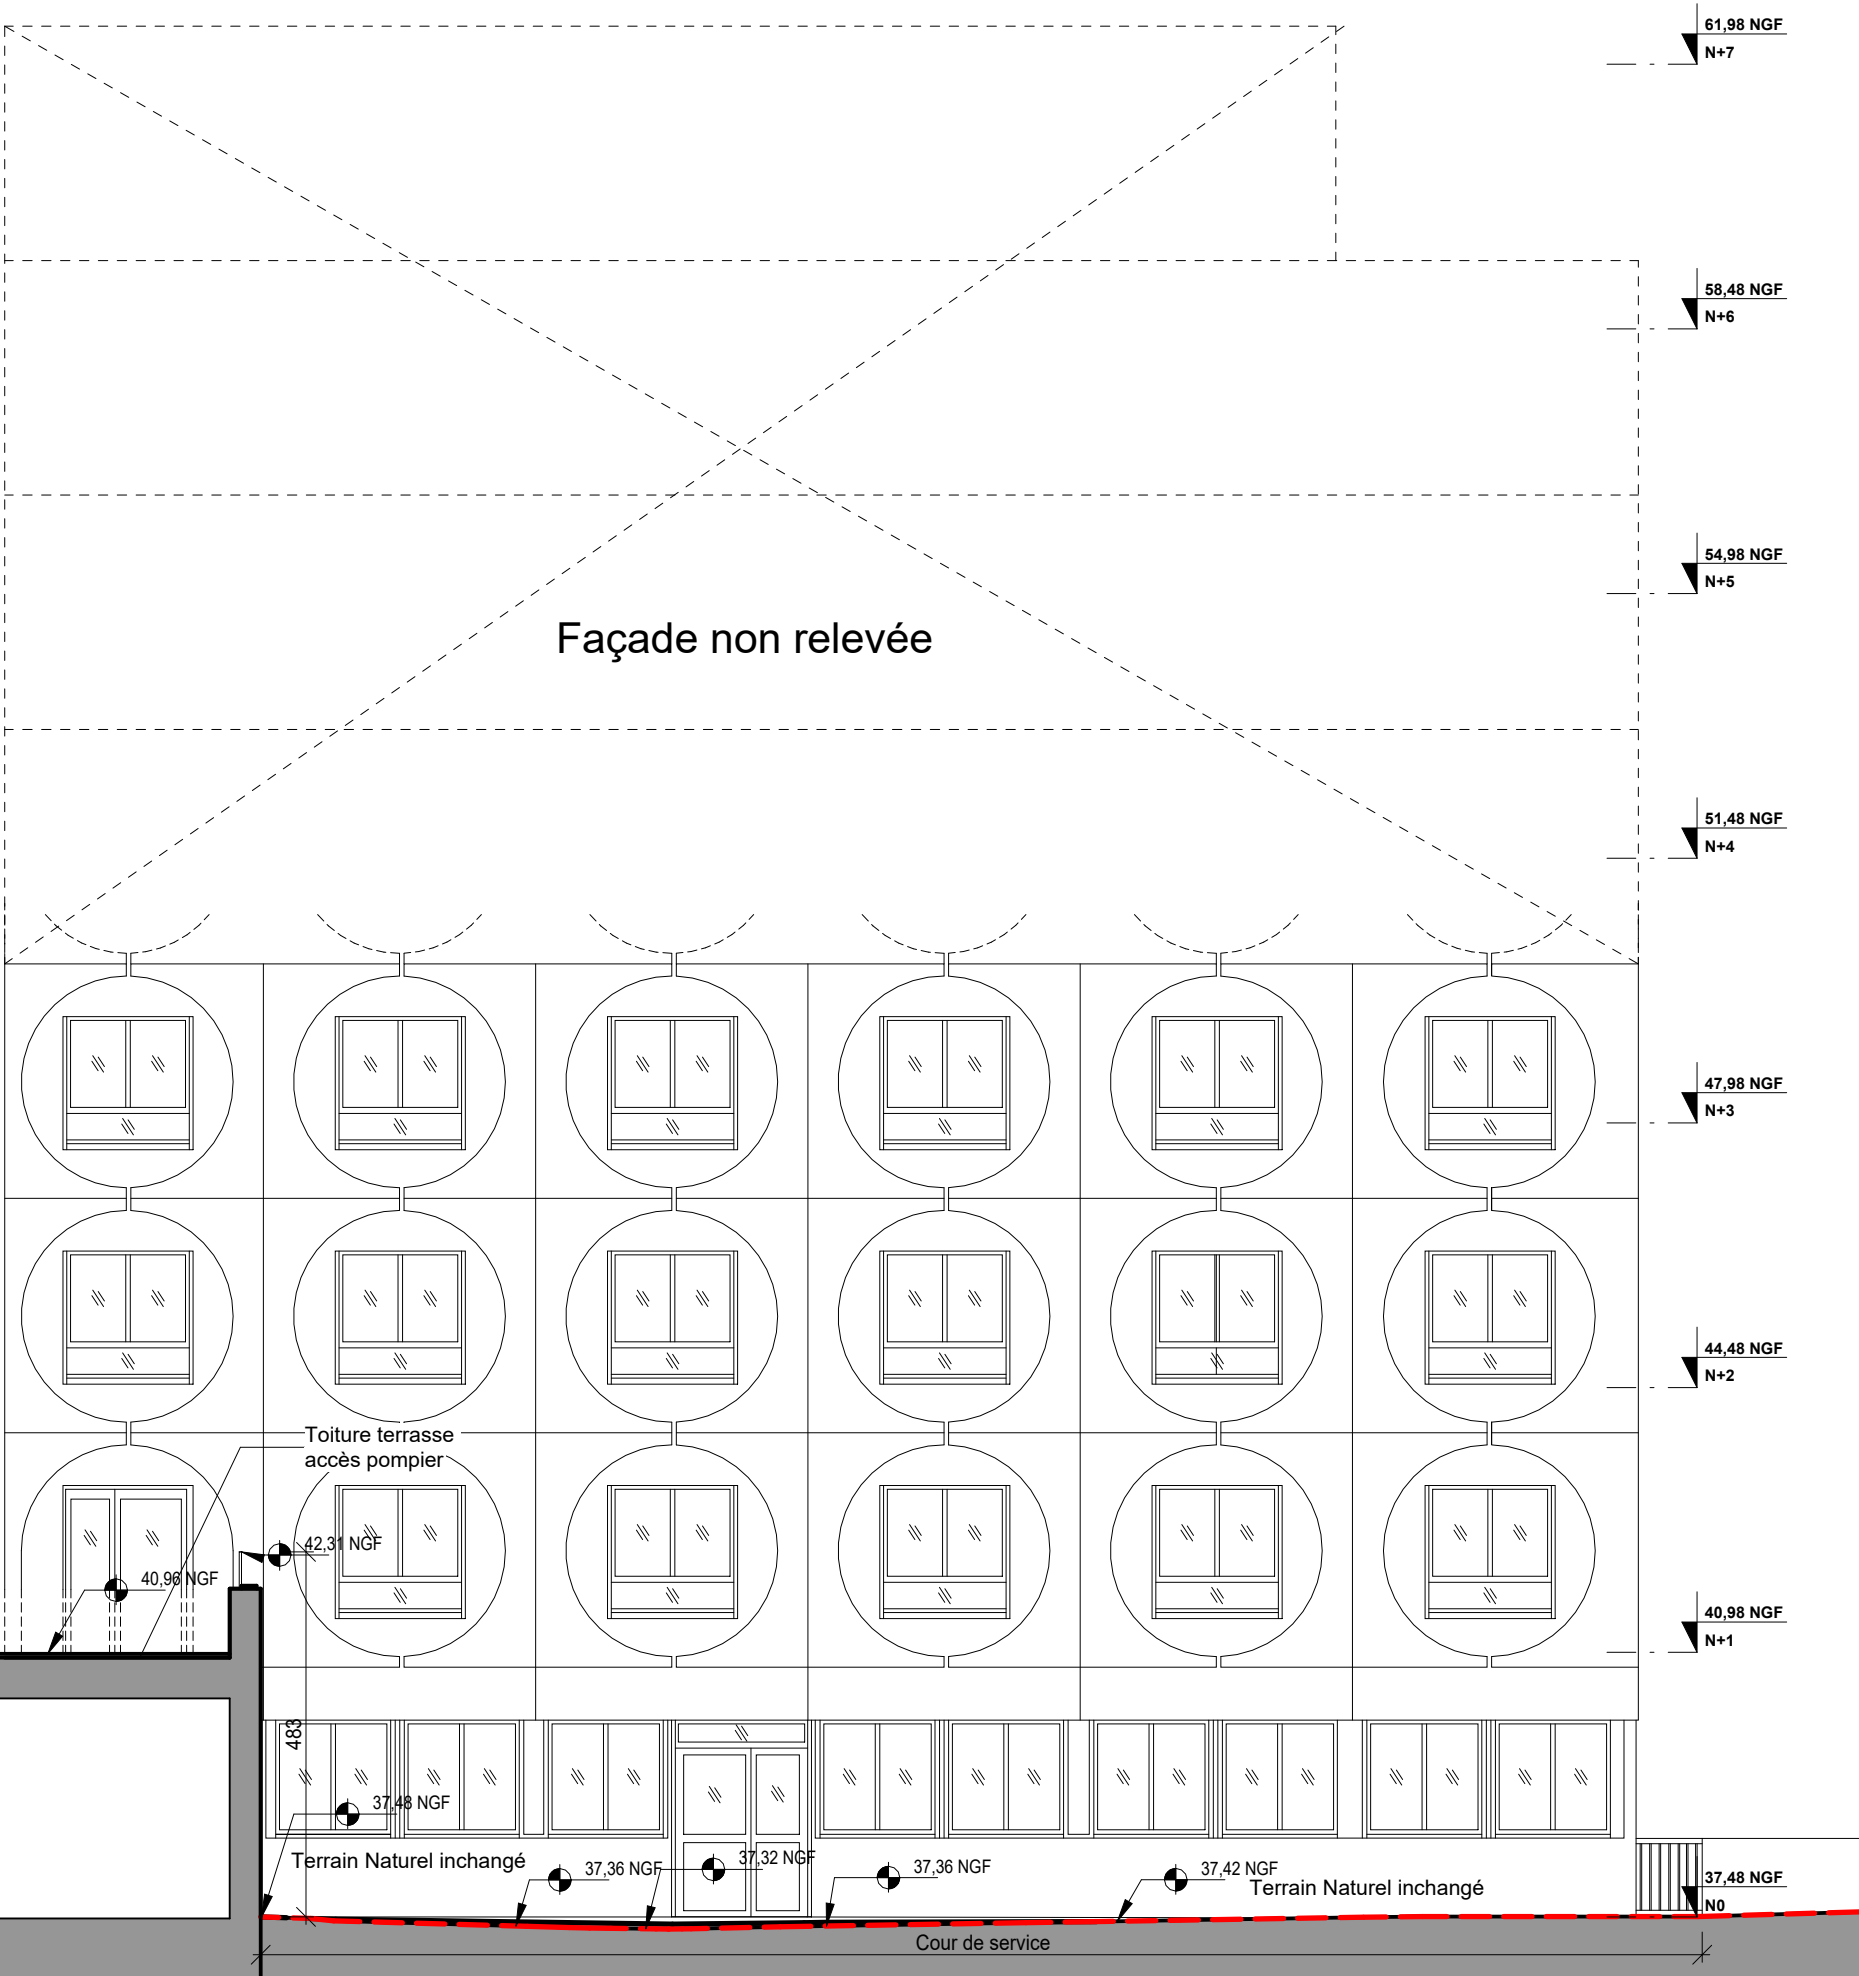 61,98 NGF
N+7
58,48 NGF
N+6
54,98 NGF
N+5
Façade non relevée
51,48 NGF
N+4
47,98 NGF
N+3
44,48 NGF
N+2
Toiture terrasse
accès pompier
42,31 NGF
40,96 NGF
40,98 NGF
N+1
483
37,48 NGF
Terrain Naturel inchangé
37,36 NGF
37,32 NGF
37,36 NGF
37,42 NGF
Terrain Naturel inchangé
37,48 NGF
N0
Cour de service